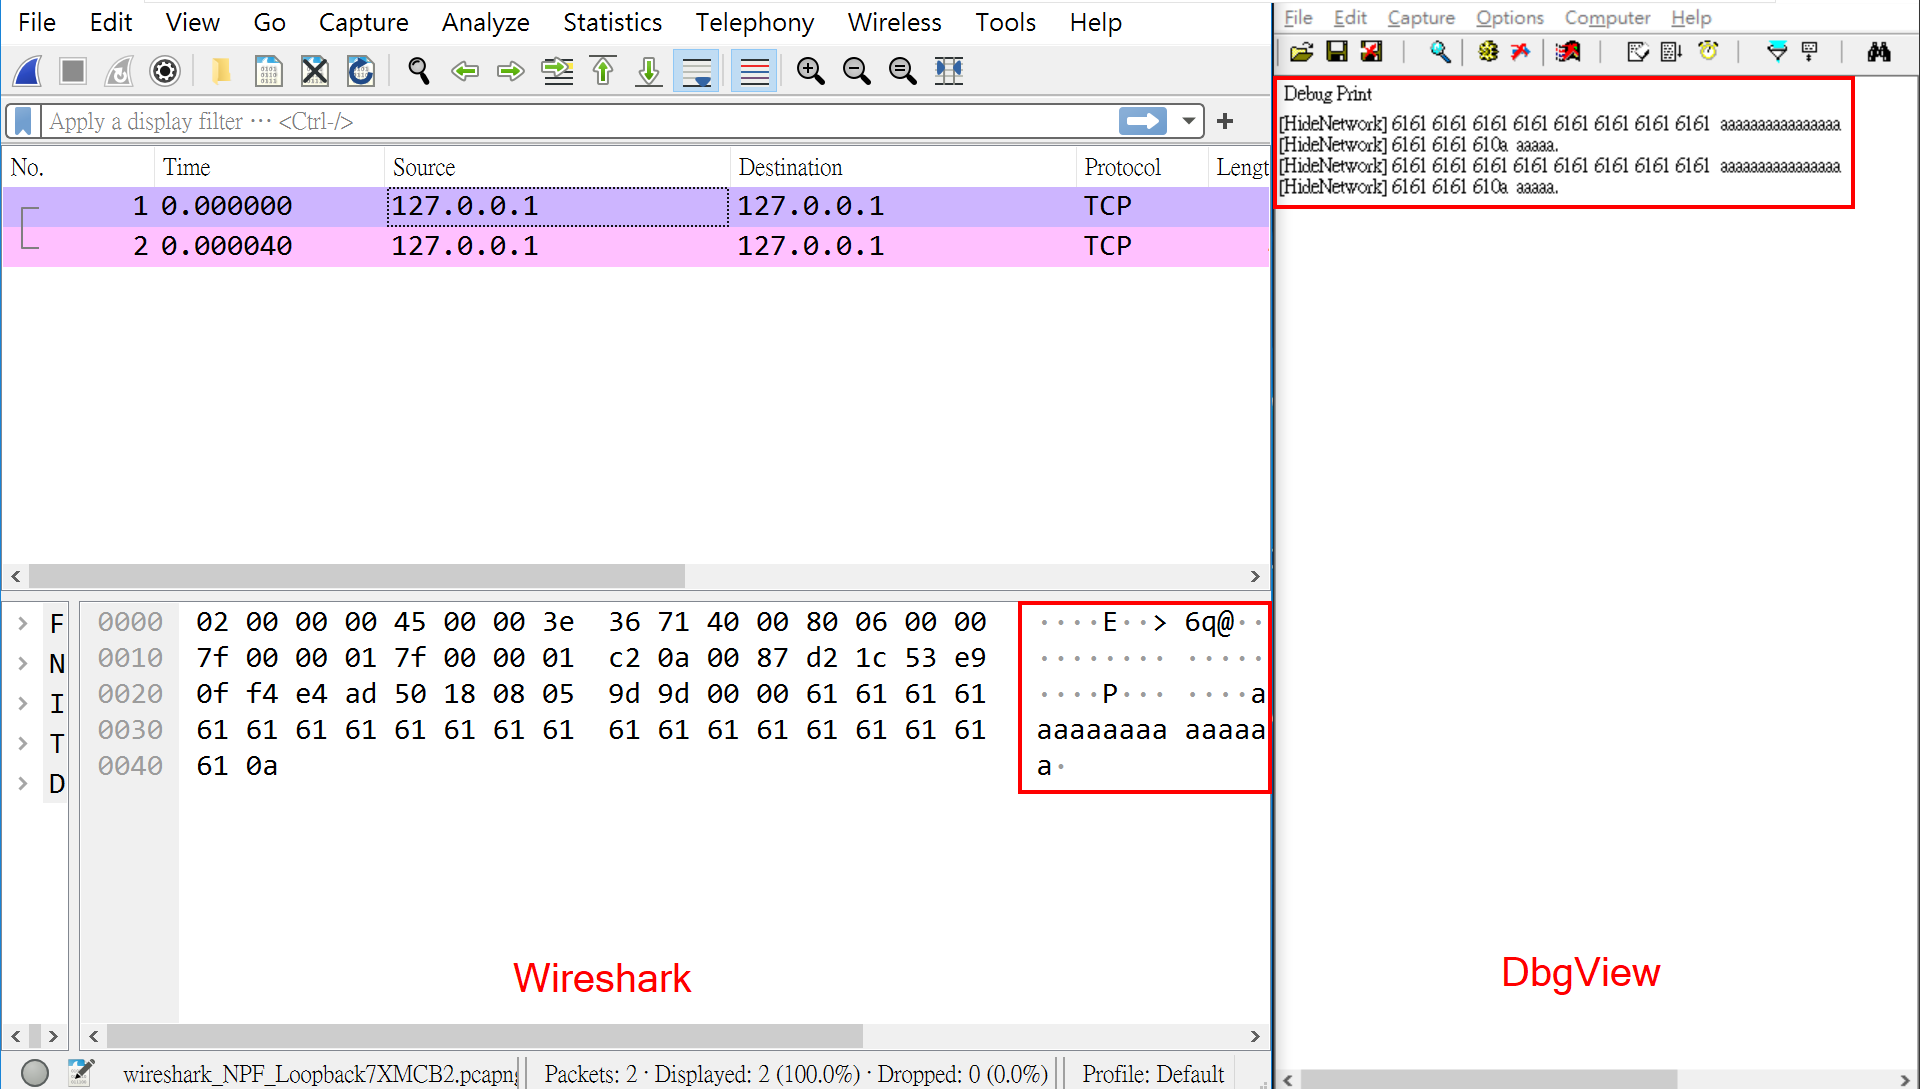 File Edit View Go Capture Analyze Statistics Telephony Wireless Tools Help
Apply a display filter ··· <Ctrl-/>
No. Time Source Destination Protocol Lengt
1 0.000000 127.0.0.1 127.0.0.1 TCP
2 0.000040 127.0.0.1 127.0.0.1 TCP
F
N
I
T
D
0000 02 00 00 00 45 00 00 3e 36 71 40 00 80 06 00 00 ····E··> 6q@··
0010 7f 00 00 01 7f 00 00 01 c2 0a 00 87 d2 1c 53 e9 ········ ·····
0020 0f f4 e4 ad 50 18 08 05 9d 9d 00 00 61 61 61 61 ····P··· ····a
0030 61 61 61 61 61 61 61 61 61 61 61 61 61 61 61 61 aaaaaaaa aaaaa
0040 61 0a a·
Wireshark
wireshark_NPF_Loopback7XMCB2.pcapng Packets: 2 · Displayed: 2 (100.0%) · Dropped: 0 (0.0%) Profile: Default
File Edit Capture Options Computer Help
Debug Print
[HideNetwork] 6161 6161 6161 6161 6161 6161 6161 6161 aaaaaaaaaaaaaaaa
[HideNetwork] 6161 6161 610a aaaaa.
[HideNetwork] 6161 6161 6161 6161 6161 6161 6161 6161 aaaaaaaaaaaaaaaa
[HideNetwork] 6161 6161 610a aaaaa.
DbgView